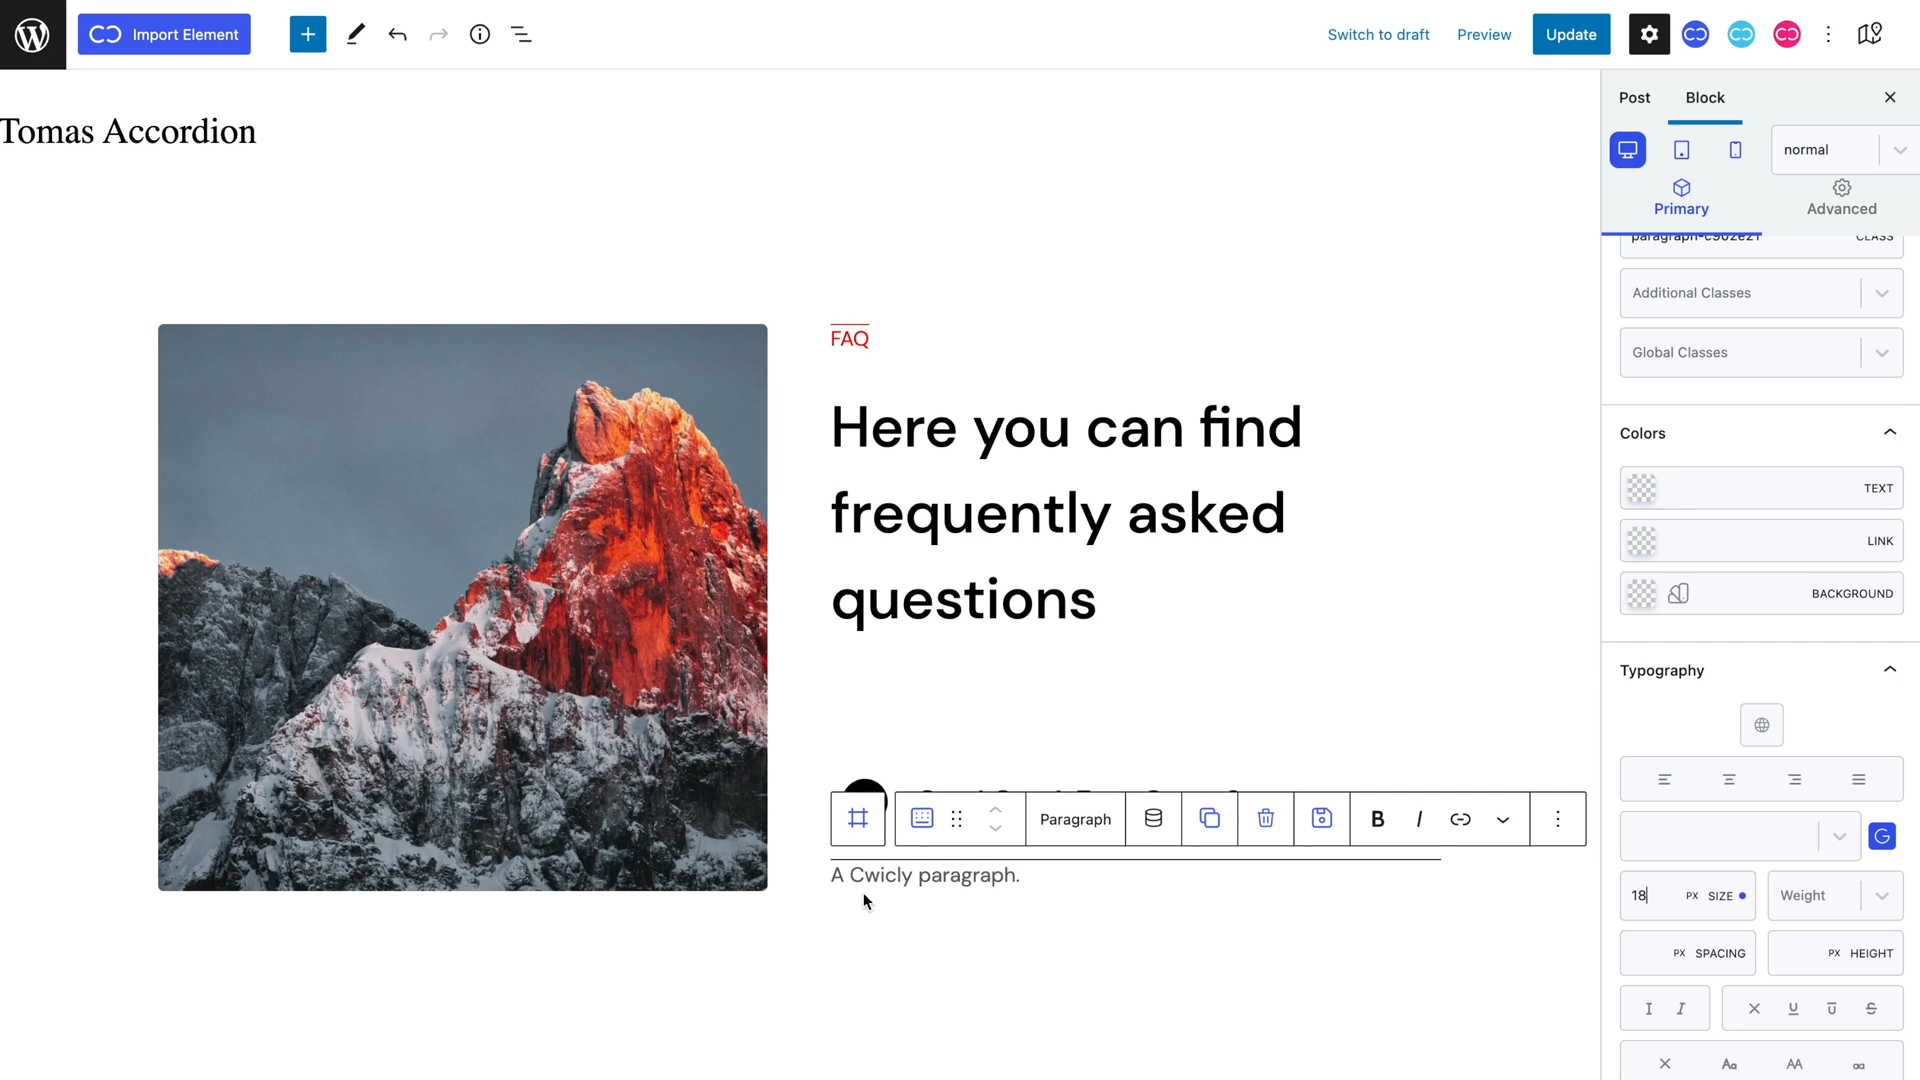 Import Element
Switch to draft
Preview
Update
Tomas Accordion
Post
Block
normal
Primary
Advanced
paragraph-c902e21
CLASS
Additional Classes
Global Classes
Colors
TEXT
LINK
BACKGROUND
Typography
18
PX SIZE
Weight
PX SPACING
PX HEIGHT
FAQ
Here you can find
frequently asked
questions
Paragraph
B I
A Cwicly paragraph.